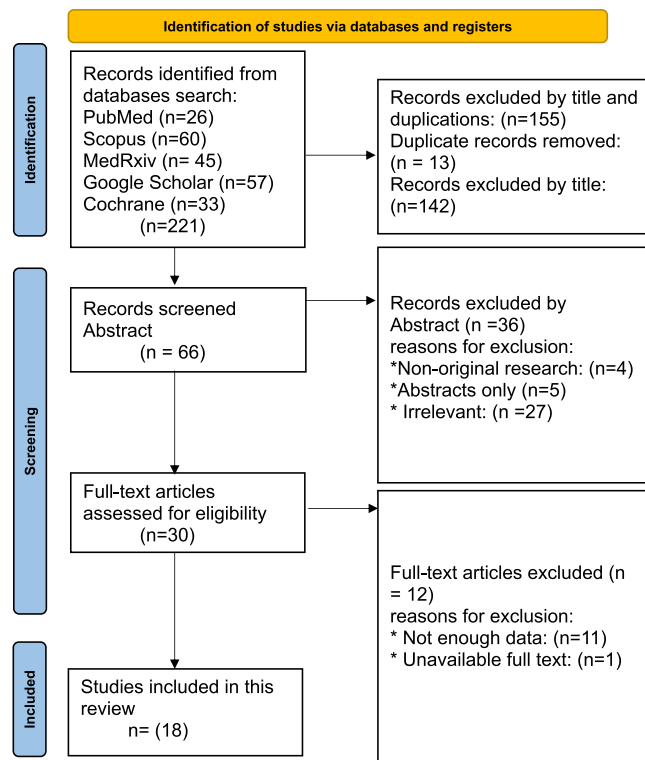 Identification of studies via databases and registers
Identification
Records identified from
databases search:
PubMed (n=26)
Scopus (n=60)
MedRxiv (n= 45)
Google Scholar (n=57)
Cochrane (n=33)
(n=221)
Records excluded by title and
duplications: (n=155)
Duplicate records removed:
(n = 13)
Records excluded by title:
(n=142)
Screening
Records screened
Abstract
(n = 66)
Records excluded by
Abstract (n =36)
reasons for exclusion:
*Non-original research: (n=4)
*Abstracts only (n=5)
* Irrelevant: (n =27)
Full-text articles
assessed for eligibility
(n=30)
Full-text articles excluded (n
= 12)
reasons for exclusion:
* Not enough data: (n=11)
* Unavailable full text: (n=1)
Included
Studies included in this
review
n= (18)